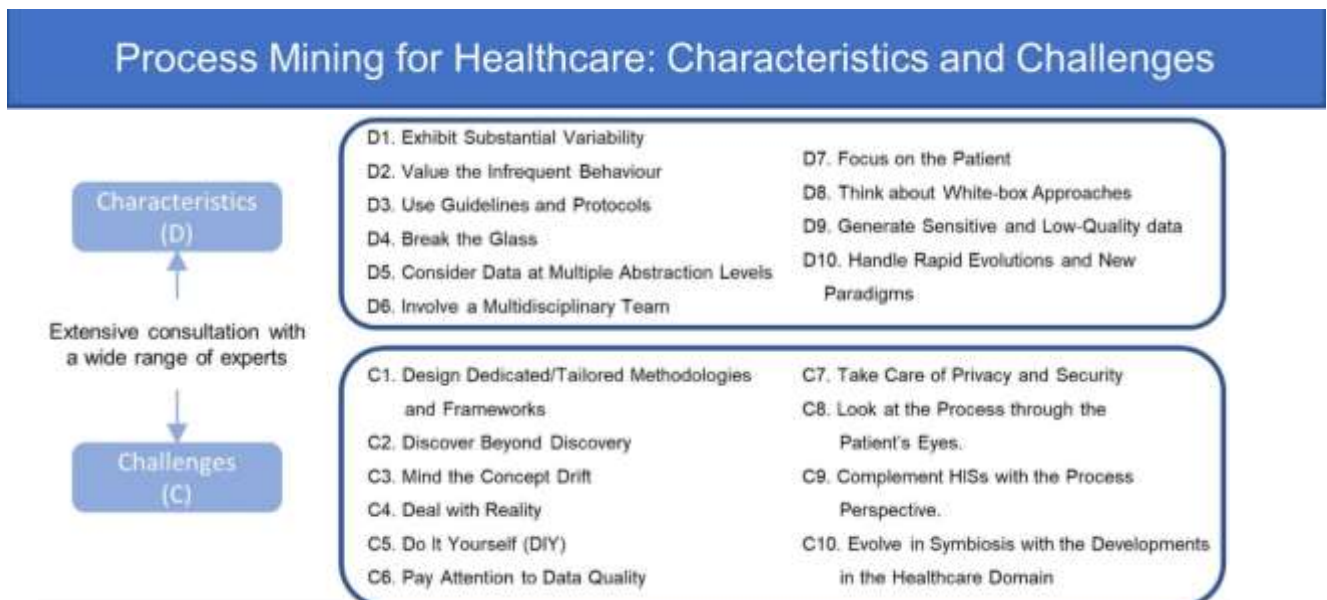 Process Mining for Healthcare: Characteristics and Challenges
Characteristics
(D)
Extensive consultation with
a wide range of experts
Challenges
(C)
D1. Exhibit Substantial Variability
D2. Value the Infrequent Behaviour
D3. Use Guidelines and Protocols
D4. Break the Glass
D5. Consider Data at Multiple Abstraction Levels
D6. Involve a Multidisciplinary Team
D7. Focus on the Patient
D8. Think about White-box Approaches
D9. Generate Sensitive and Low-Quality data
D10. Handle Rapid Evolutions and New
Paradigms
C1. Design Dedicated/Tailored Methodologies
and Frameworks
C2. Discover Beyond Discovery
C3. Mind the Concept Drift
C4. Deal with Reality
C5. Do It Yourself (DIY)
C6. Pay Attention to Data Quality
C7. Take Care of Privacy and Security
C8. Look at the Process through the
Patient's Eyes.
C9. Complement HISs with the Process
Perspective.
C10. Evolve in Symbiosis with the Developments
in the Healthcare Domain